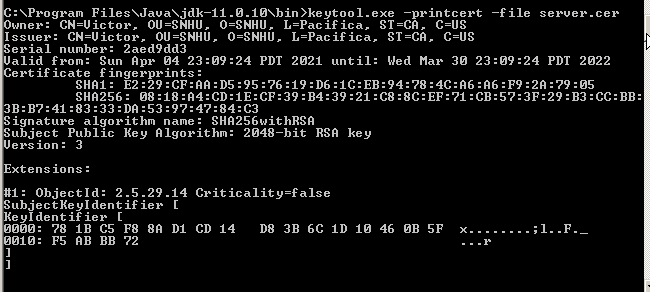 C:\Program Files\Java\jdk-11.0.10\bin>keytool.exe -printcert -file server.cer
Owner: CN=Victor, OU=SNHU, O=SNHU, L=Pacifica, ST=CA, C=US
Issuer: CN=Victor, OU=SNHU, O=SNHU, L=Pacifica, ST=CA, C=US
Serial number: 2aed9dd3
Valid from: Sun Apr 04 23:09:24 PDT 2021 until: Wed Mar 30 23:09:24 PDT 2022
Certificate fingerprints:
SHA1: E2:29:CF:AA:D5:95:76:19:D6:1C:EB:94:78:4C:A6:A6:F9:2A:79:05
SHA256: 08:18:A4:CD:1E:CF:39:B4:39:21:C8:8C:EF:71:CB:57:3F:29:B3:CC:BB:
3B:B7:41:8:33:DA:53:97:47:84:C3
Signature algorithm name: SHA256withRSA
Subject Public Key Algorithm: 2048-bit RSA key
Version: 3
Extensions:
#1: ObjectId: 2.5.29.14 Criticality=false
SubjectKeyIdentifier [
KeyIdentifier [
0000: 78 1B C5 F8 8A D1 CD 14 D8 3B 6C 1D 10 46 0B 5F x........;l..F._
0010: F5 AB BB 72 ...r
]
]